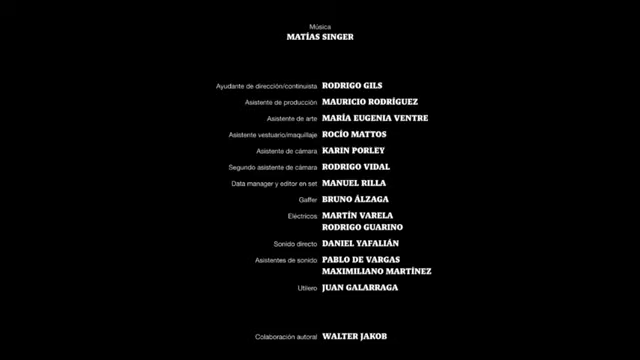 Música
MATÍAS SINGER
Ayudante de dirección/continuista RODRIGO GILS
Asistente de producción MAURICIO RODRÍGUEZ
Asistente de arte MARÍA EUGENIA VENTRE
Asistente vestuario/maquillaje ROCÍO MATTOS
Asistente de cámara KARIN PORLEY
Segundo asistente de cámara RODRIGO VIDAL
Data manager y editor en set MANUEL RILLA
Gaffer BRUNO ÁLZAGA
Eléctricos MARTÍN VARELA
RODRIGO GUARINO
Sonido directo DANIEL YAFALIÁN
Asistentes de sonido PABLO DE VARGAS
MAXIMILIANO MARTÍNEZ
Utilero JUAN GALARRAGA
Colaboración autoral WALTER JAKOB